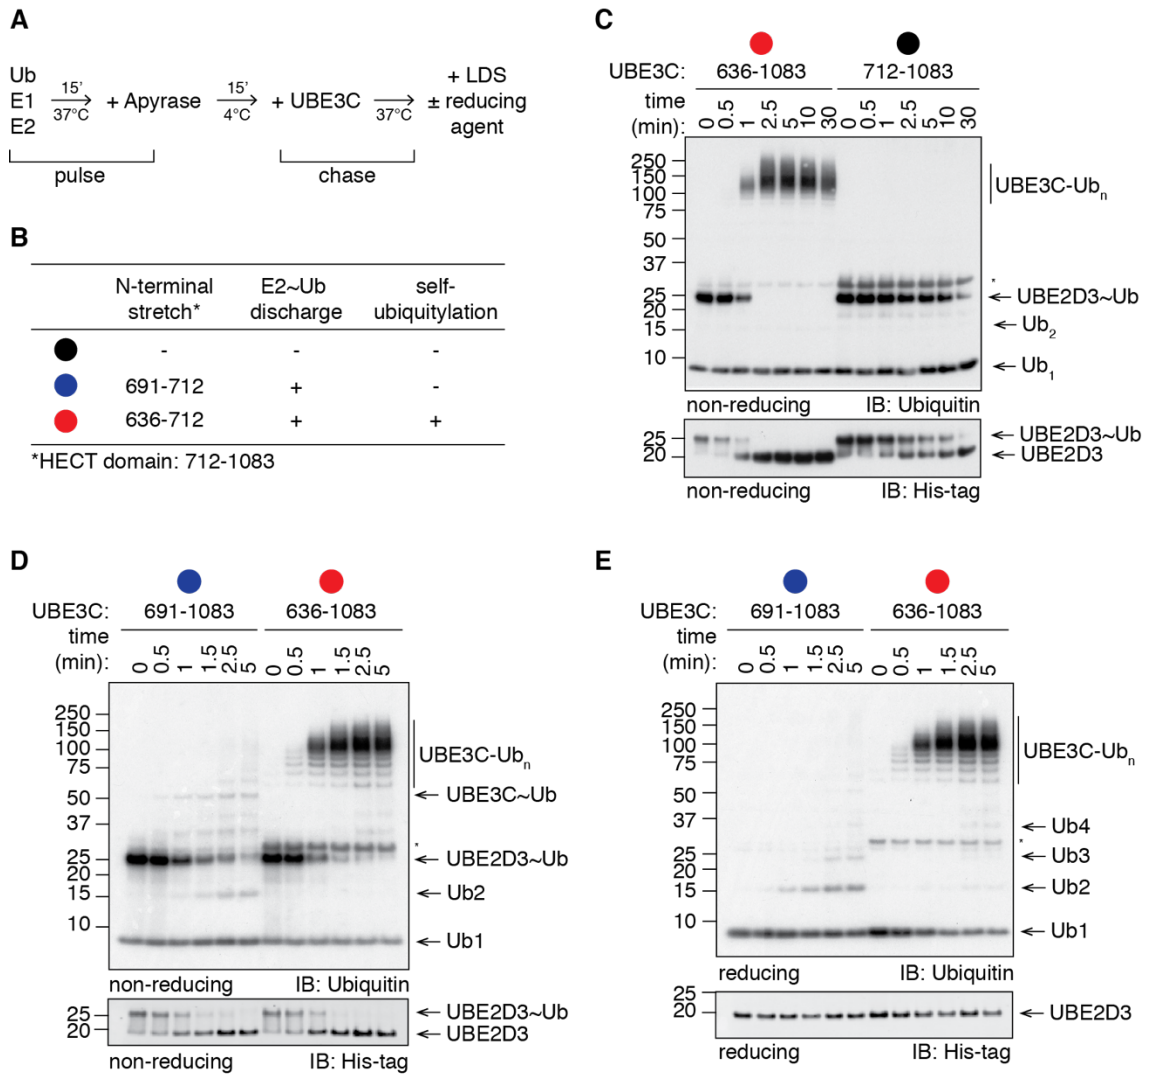 A
Ub
E1
E2
15'
37°C
+ Apyrase
15'
4°C
+ UBE3C
37°C
+ LDS
± reducing
agent
pulse
chase
B
N-terminal
stretch*
E2~Ub
discharge
self-
ubiquitylation
- - -
691-712 + -
636-712 + +
*HECT domain: 712-1083
C
UBE3C: 636-1083 712-1083
time
(min):
0 0.5 1 2.5 5 10 30 0 0.5 1 2.5 5 10 30
250
150
100
75
50
37
25
20
15
10
UBE3C-Ubn
*
UBE2D3~Ub
Ub2
Ub1
non-reducing IB: Ubiquitin
25
20
UBE2D3~Ub
UBE2D3
non-reducing IB: His-tag
D
UBE3C: 691-1083 636-1083
time
(min):
0 0.5 1 1.5 2.5 5 0 0.5 1 1.5 2.5 5
250
150
100
75
50
37
25
20
15
10
UBE3C-Ubn
UBE3C~Ub
*
UBE2D3~Ub
Ub2
Ub1
non-reducing IB: Ubiquitin
25
20
UBE2D3~Ub
UBE2D3
non-reducing IB: His-tag
E
UBE3C: 691-1083 636-1083
time
(min):
0 0.5 1 1.5 2.5 5 0 0.5 1 1.5 2.5 5
250
150
100
75
50
37
25
20
15
10
UBE3C-Ubn
Ub4
*
Ub3
Ub2
Ub1
reducing IB: Ubiquitin
25
20
UBE2D3
reducing IB: His-tag